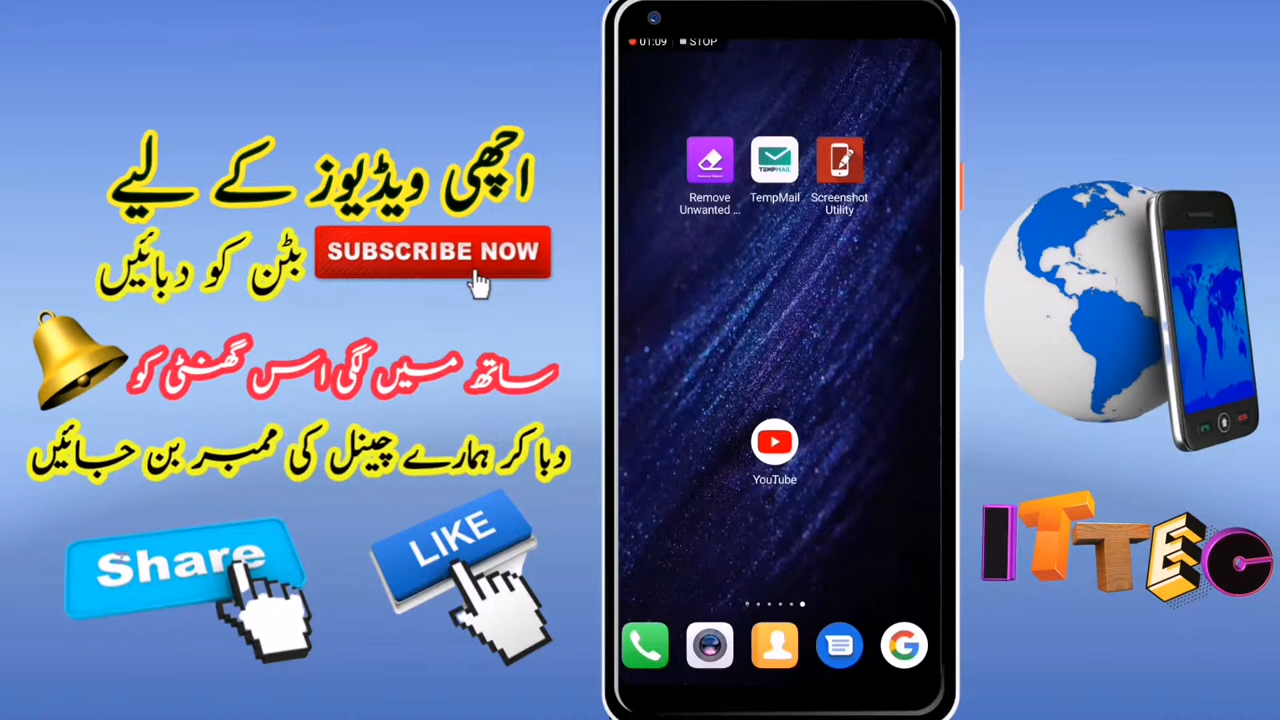 اچھی ویڈیوز کے لیے
SUBSCRIBE NOW بٹن کو دبائیں
ساتھ میں لگی اس گھنٹی کو
دبا کر ہمارے چینل کی ممبر بن جائیں
Share
LIKE
01:09 STOP
Remove Unwanted ...
TEMPMAIL
TempMail
Screenshot Utility
YouTube
ITTEC